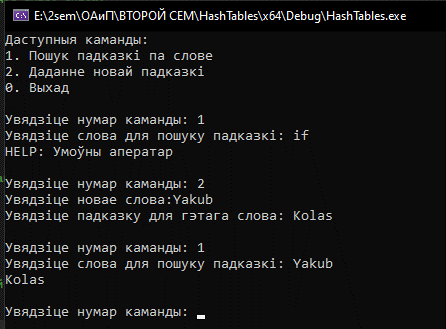 E:\2sem\ОАиП\ВТОРОЙ СЕМ\HashTables\x64\Debug\HashTables.exe
Даступныя каманды:
1. Пошук падказкі па слове
2. Даданне новай падказкі
0. Выхад
Увядзіце нумар каманды: 1
Увядзіце слова для пошуку падказкі: if
HELP: Умоўны аператар
Увядзіце нумар каманды: 2
Увядзіце новае слова:Yakub
Увядзіце падказку для гэтага слова: Kolas
Увядзіце нумар каманды: 1
Увядзіце слова для пошуку падказкі: Yakub
Kolas
Увядзіце нумар каманды: